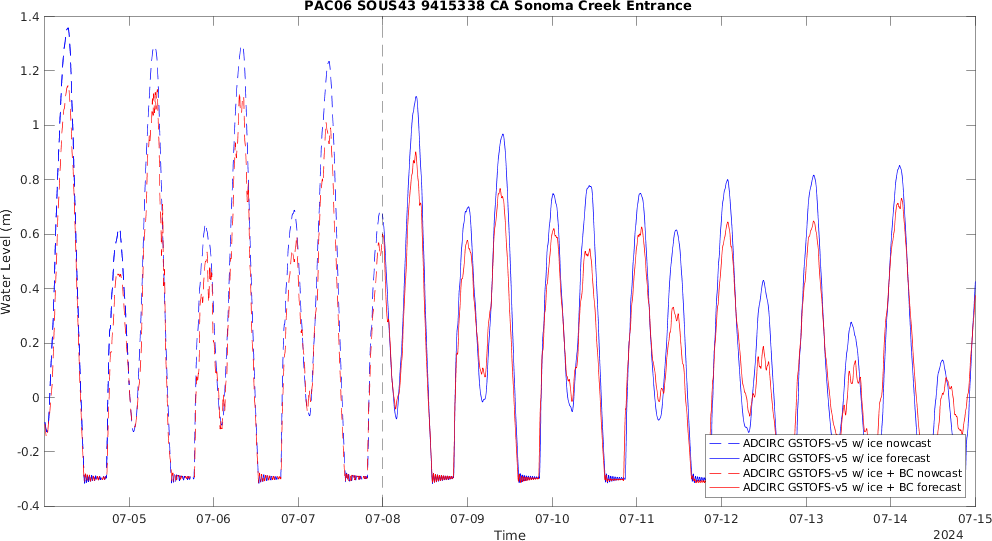 PAC06 SOUS43 9415338 CA Sonoma Creek Entrance
1.4
1.2
1
0.8
0.6
0.4
0.2
0
-0.2
-0.4
Water Level (m)
07-05 07-06 07-07 07-08 07-09 07-10 07-11 07-12 07-13 07-14 07-15
Time
2024
ADCIRC GSTOFS-v5 w/ ice nowcast
ADCIRC GSTOFS-v5 w/ ice forecast
ADCIRC GSTOFS-v5 w/ ice + BC nowcast
ADCIRC GSTOFS-v5 w/ ice + BC forecast